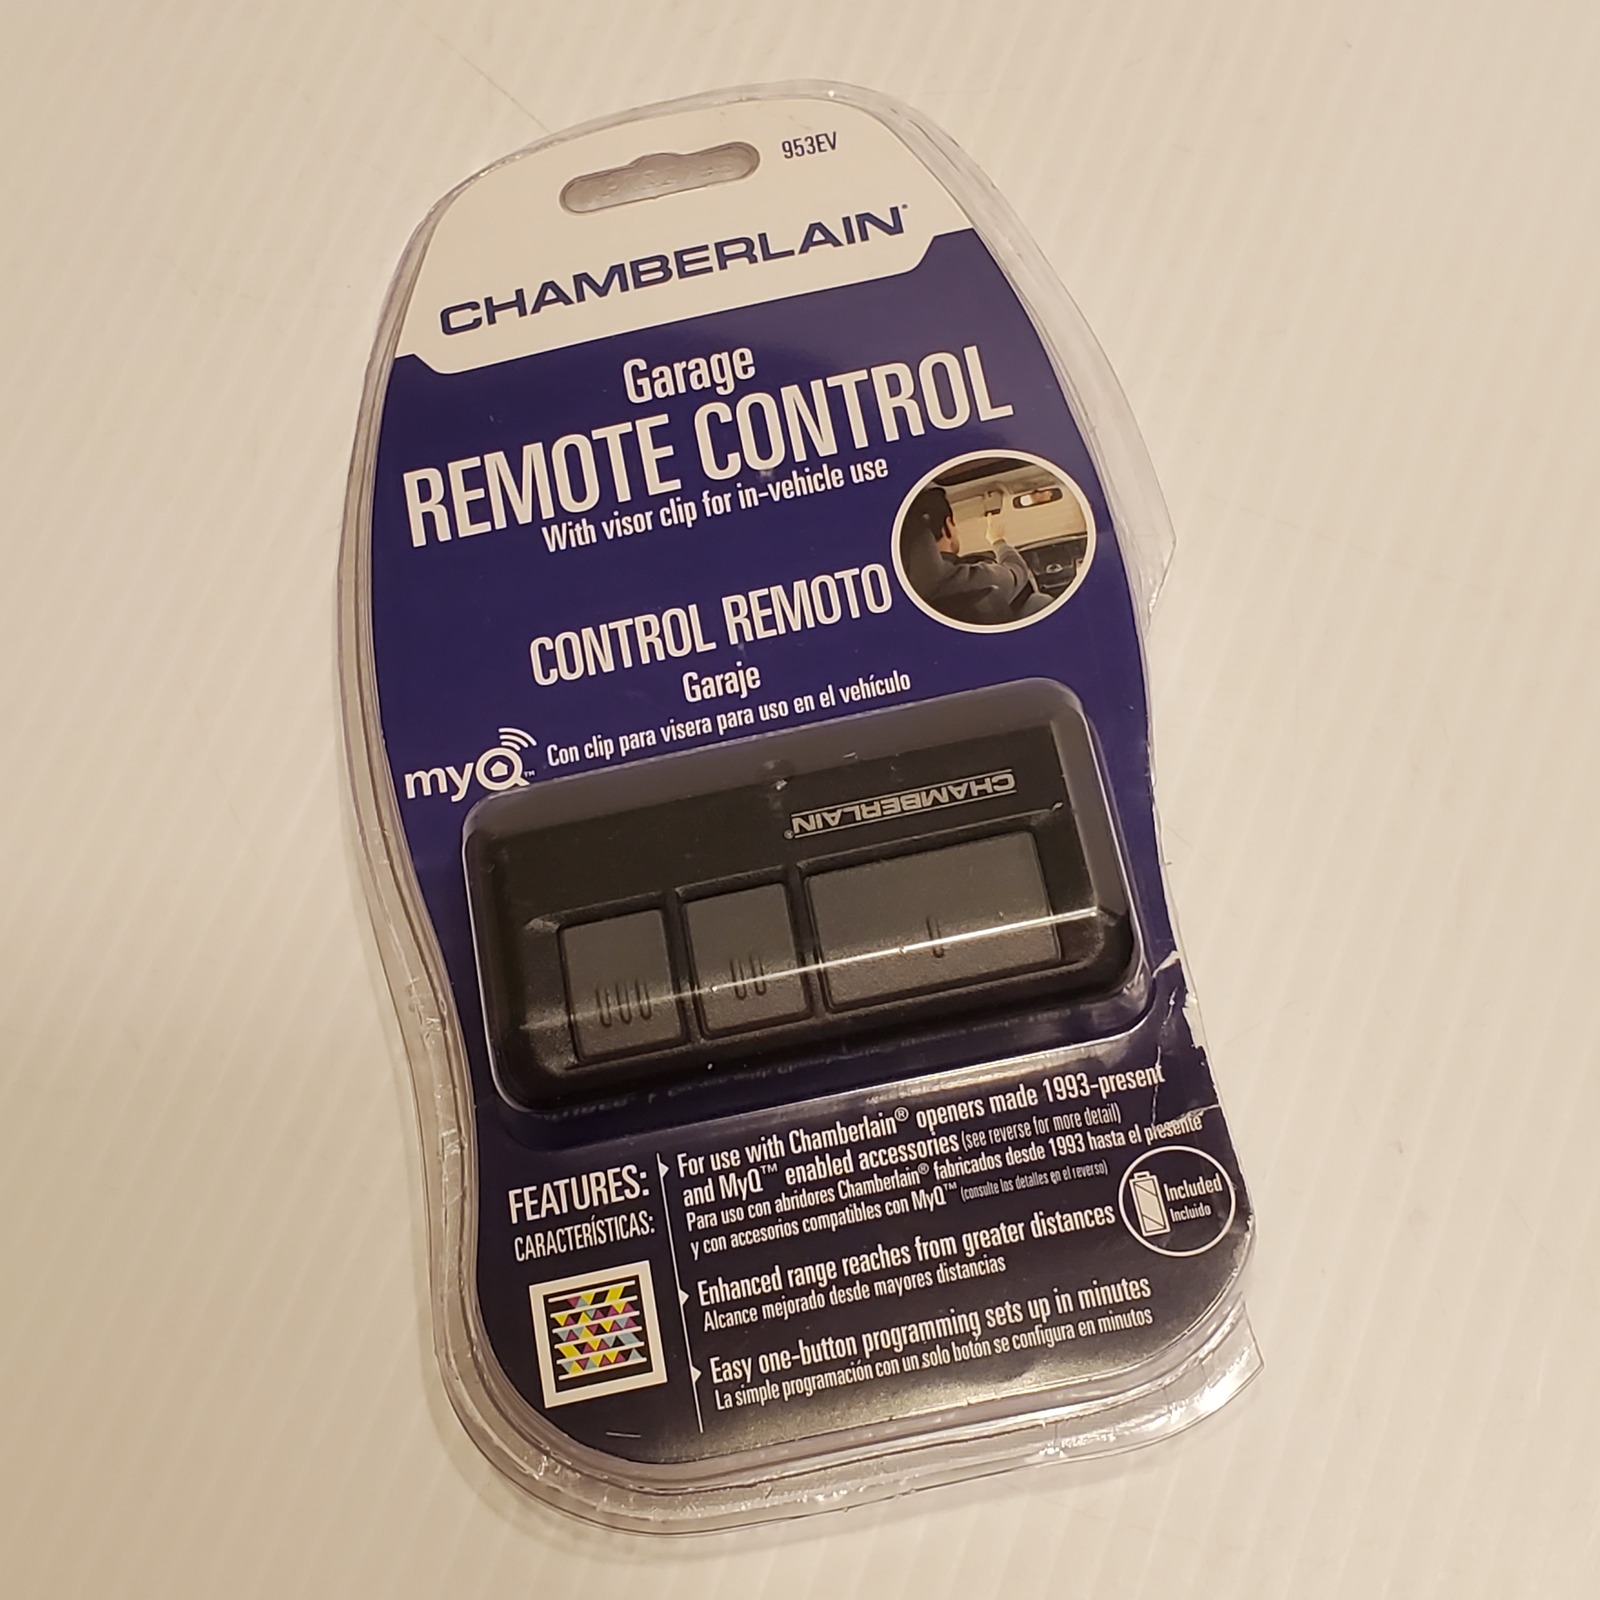 953EV
CHAMBERLAIN®
Garage
REMOTE CONTROL
With visor clip for in-vehicle use
CONTROL REMOTO
Garaje
Con clip para visera para uso en el vehículo
myQ™
CHAMBERLAIN®
FEATURES:
CARACTERÍSTICAS:
For use with Chamberlain® openers made 1993-present
and MyQ™ enabled accessories (see reverse for more detail)
Para uso con abridores Chamberlain® fabricados desde 1993 hasta el presente
y con accesorios compatibles con MyQ™ (consulte los detalles en el reverso)
Included
Incluido
Enhanced range reaches from greater distances
Alcance mejorado desde mayores distancias
Easy one-button programming sets up in minutes
La simple programación con un solo botón se configura en minutos